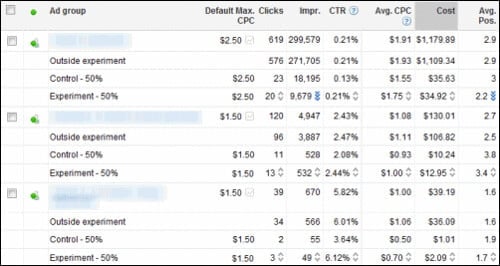 Ad group Default Max. CPC Clicks Impr. CTR Avg. CPC Cost Avg. Pos.
$2.50 619 299,579 0.21% $1.91 $1,179.89 2.9
Outside experiment 576 271,705 0.21% $1.93 $1,109.34 2.9
Control - 50% $2.50 23 18,195 0.13% $1.55 $35.63 3
Experiment - 50% $2.50 20 9,679 0.21% $1.75 $34.92 2.2
$1.50 120 4,947 2.43% $1.08 $130.01 2.7
Outside experiment 96 3,887 2.47% $1.11 $106.82 2.5
Control - 50% $1.50 11 528 2.08% $0.93 $10.24 3.8
Experiment - 50% $1.50 13 532 2.44% $1.00 $12.95 3.4
$1.50 39 670 5.82% $1.00 $39.19 1.6
Outside experiment 34 566 6.01% $1.06 $36.09 1.6
Control - 50% $1.50 2 55 3.64% $0.50 $1.01 1.9
Experiment - 50% $1.50 3 49 6.12% $0.70 $2.09 1.7